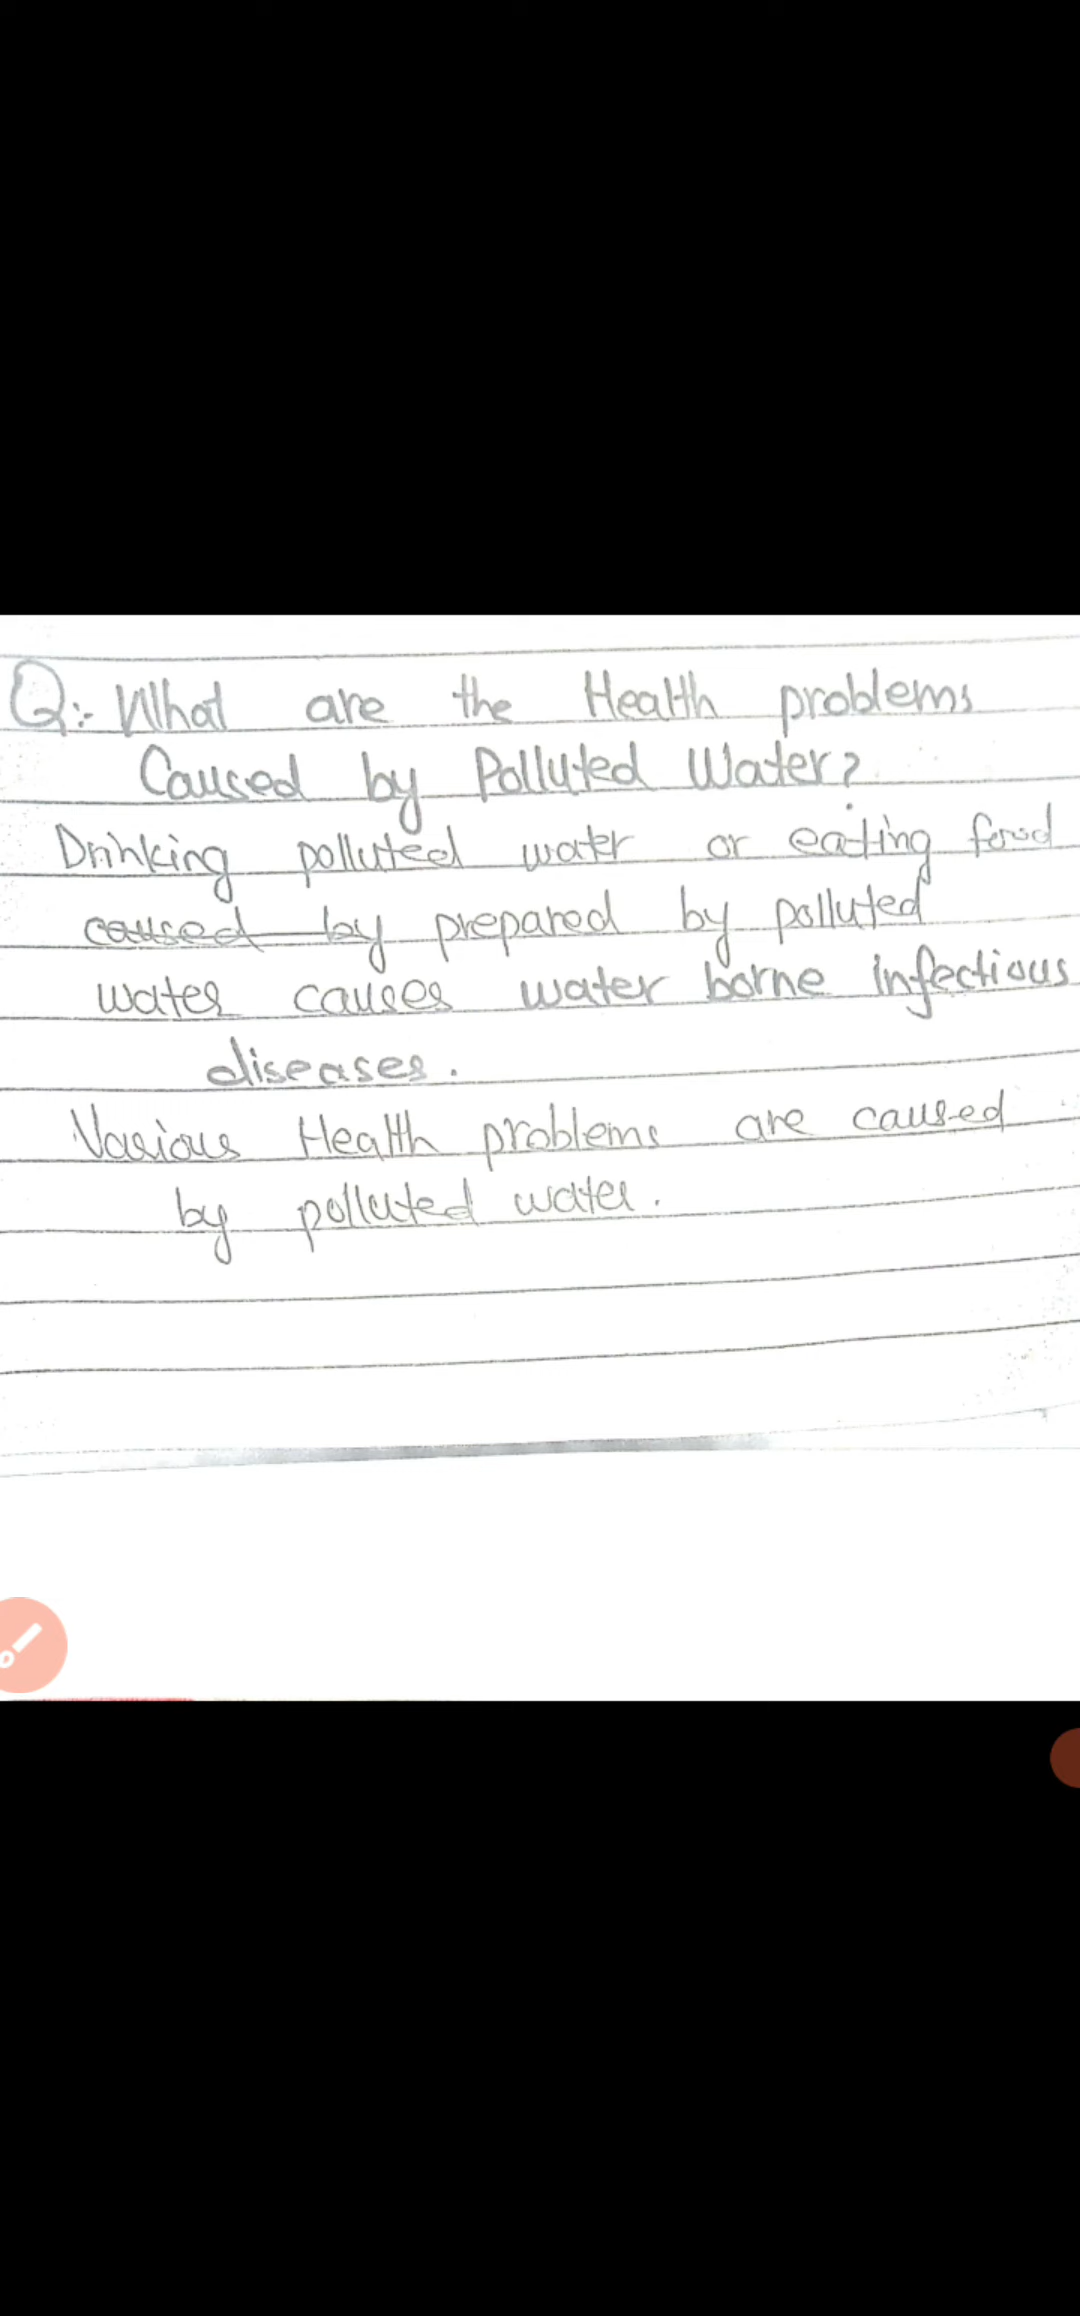 Q:- What are the Health problems
Caused by Polluted Water?
Drinking polluted water or eating food
caused by prepared by polluted
water causes water borne infectious
diseases.
Various Health problems are caused
by polluted water.